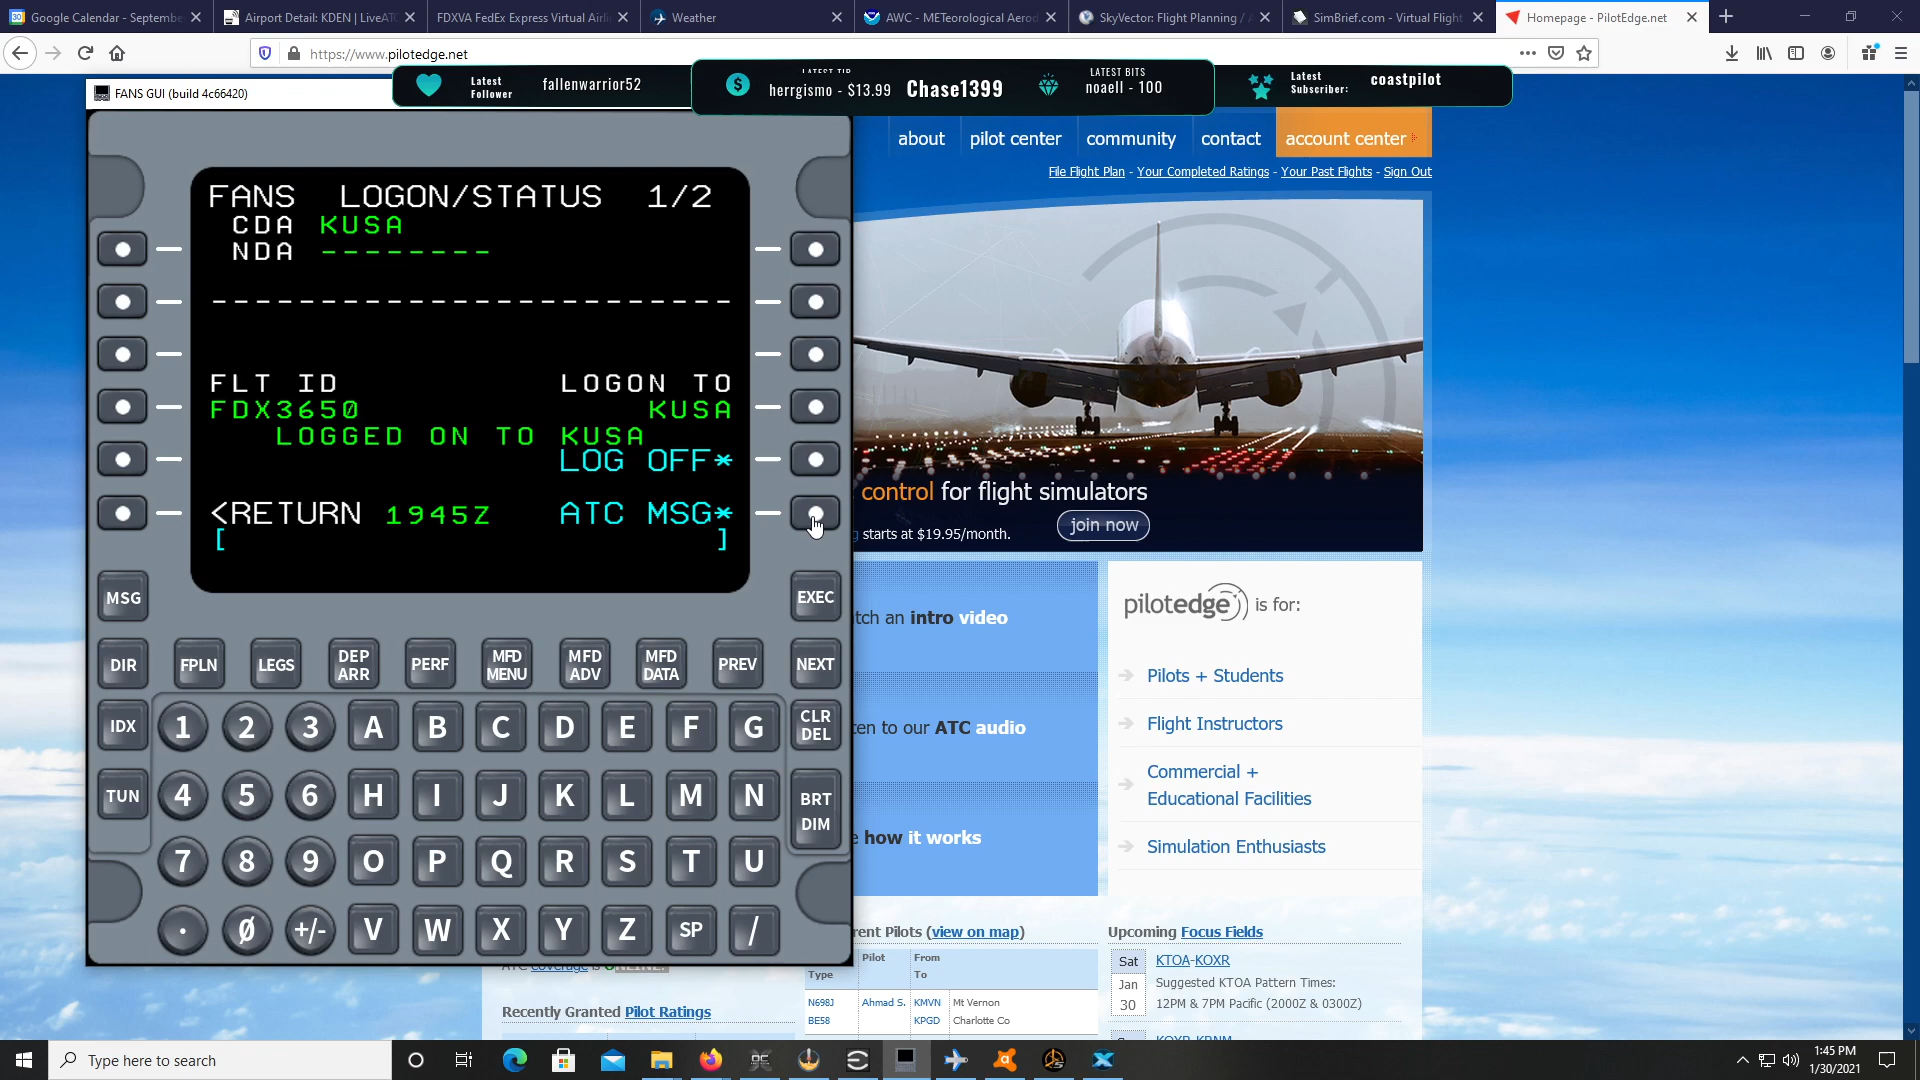 Google Calendar - Septembe
Airport Detail: KDEN | LiveATC
FDXVA FedEx Express Virtual Airli
Weather
AWC - METeorological Aerod
SkyVector: Flight Planning / A
SimBrief.com - Virtual Flight
Homepage - PilotEdge.net
https://www.pilotedge.net
FANS GUI (build 4c66420)
Latest Follower
fallenwarrior52
LATEST TIP
herrgismo - $13.99
Chase1399
LATEST BITS
noaell - 100
Latest Subscriber:
coastpilot
about
pilot center
community
contact
account center
File Flight Plan - Your Completed Ratings - Your Past Flights - Sign Out
FANS LOGON/STATUS 1/2
CDA KUSA
NDA --------
------------------------
FLT ID LOGON TO
FDX3650 KUSA
LOGGED ON TO KUSA
LOG OFF*
<RETURN 1945Z ATC MSG*
[ ]
control for flight simulators
starts at $19.95/month.
join now
MSG
EXEC
DIR
FPLN
LEGS
DEP ARR
PERF
MFD MENU
MFD ADV
MFD DATA
PREV
NEXT
IDX
1 2 3 A B C D E F G
CLR DEL
TUN
4 5 6 H I J K L M N
BRT DIM
7 8 9 O P Q R S T U
. 0 +/- V W X Y Z SP /
tch an intro video
ten to our ATC audio
how it works
pilotedge is for:
Pilots + Students
Flight Instructors
Commercial +
Educational Facilities
Simulation Enthusiasts
rent Pilots (view on map)
Type
Pilot
From
To
N698J
BE58
Ahmad S.
KMVN
Mt Vernon
KPGD
Charlotte Co
Upcoming Focus Fields
Sat
Jan
30
KTOA-KOXR
Suggested KTOA Pattern Times:
12PM & 7PM Pacific (2000Z & 0300Z)
Recently Granted Pilot Ratings
Type here to search
1:45 PM
1/30/2021